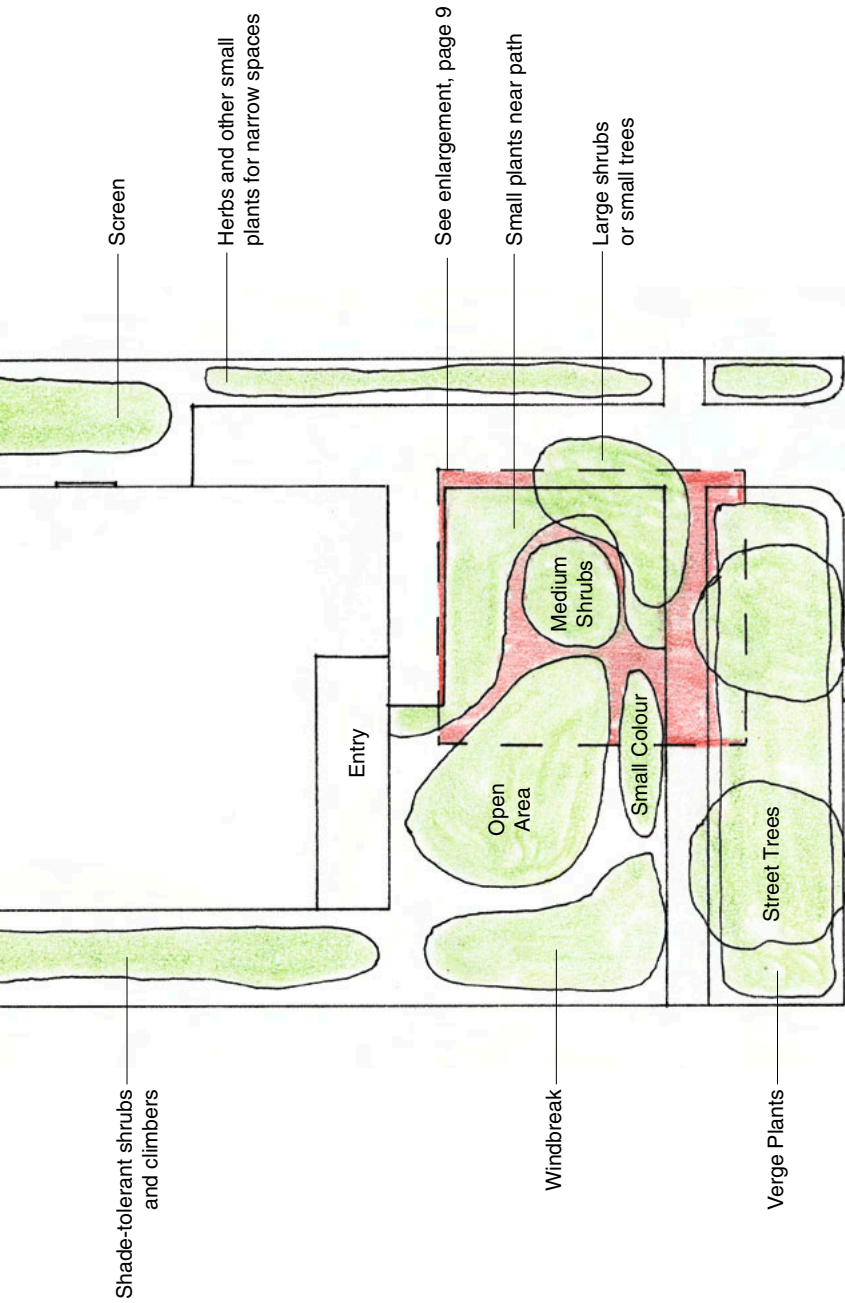 Screen
Herbs and other small
plants for narrow spaces
See enlargement, page 9
Small plants near path
Large shrubs
or small trees
Medium
Shrubs
Entry
Open
Area
Small Colour
Street Trees
Shade-tolerant shrubs
and climbers
Windbreak
Verge Plants